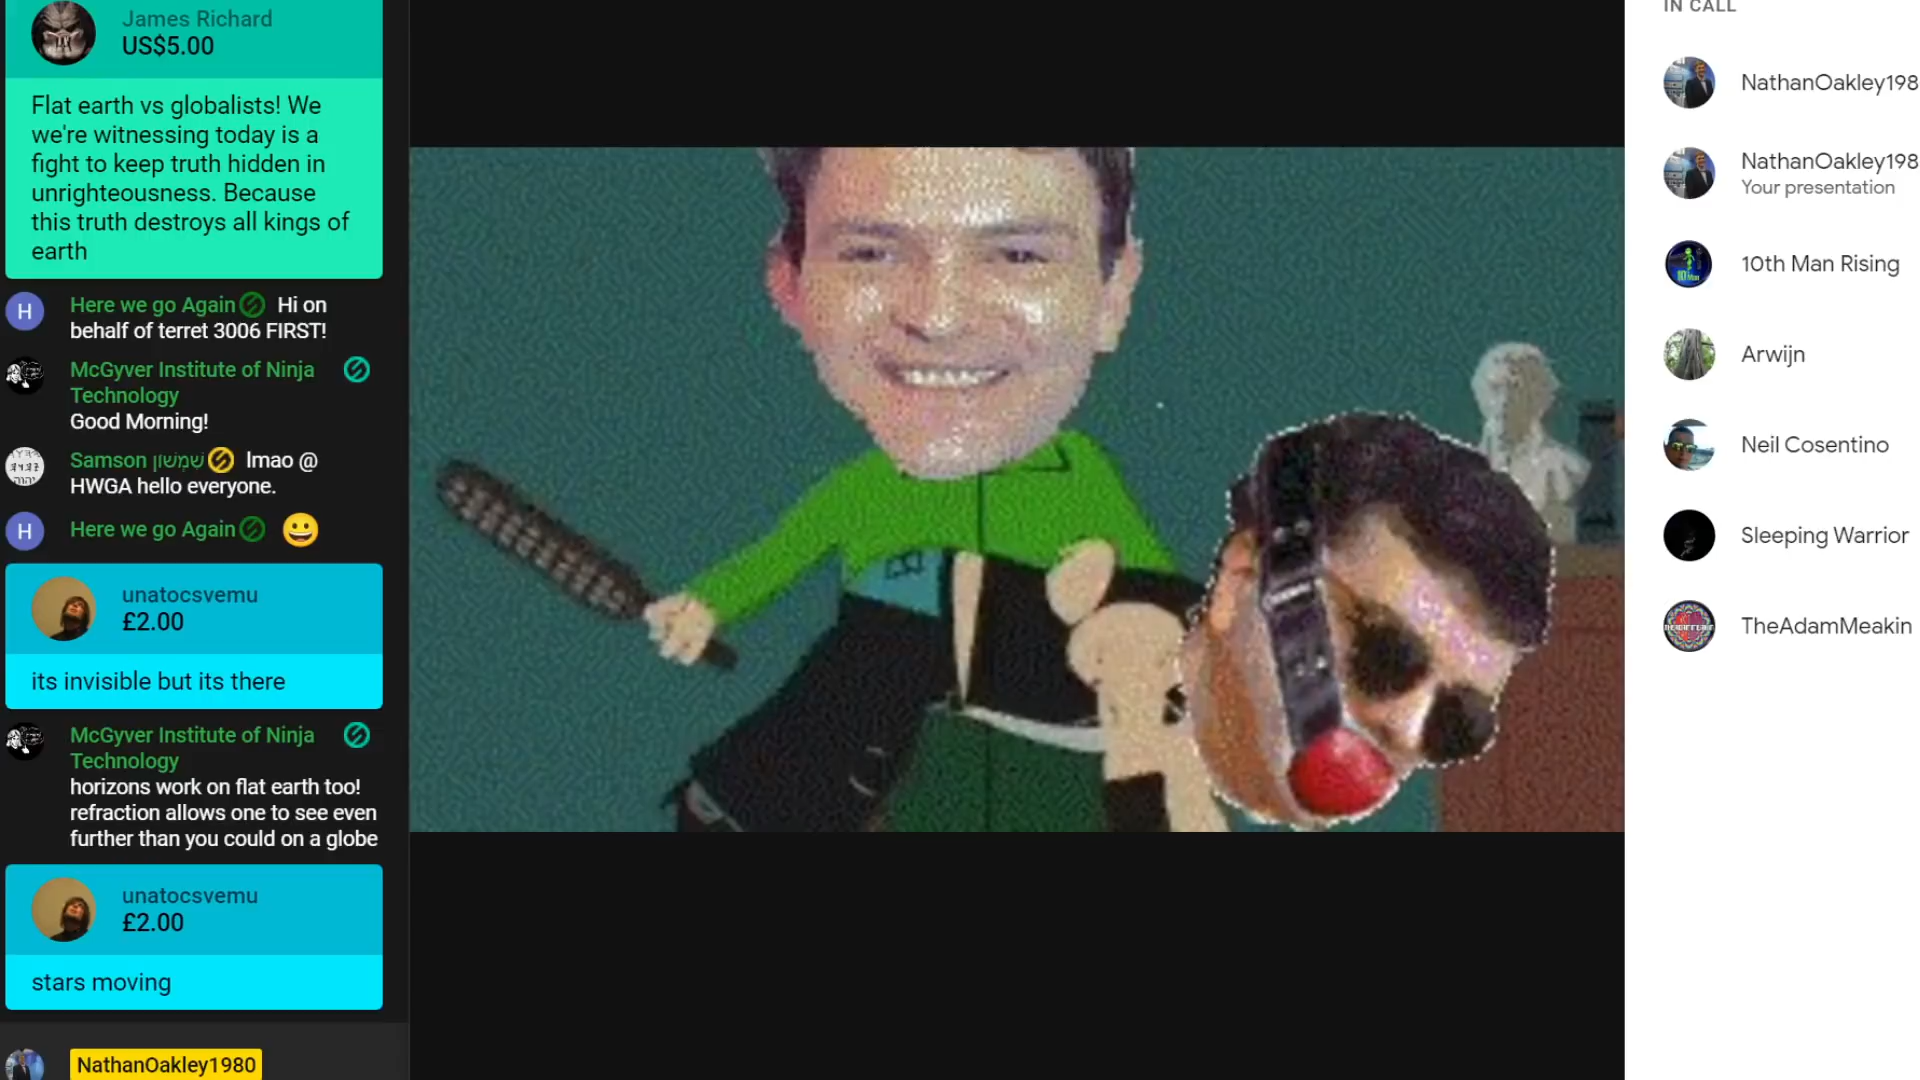 James Richard
US$5.00
Flat earth vs globalists! We
we're witnessing today is a
fight to keep truth hidden in
unrighteousness. Because
this truth destroys all kings of
earth
Here we go Again Hi on
behalf of terret 3006 FIRST!
McGyver Institute of Ninja
Technology
Good Morning!
Samson שִׁמְשׁוֹן lmao @
HWGA hello everyone.
Here we go Again 😀
unatocsvemu
£2.00
its invisible but its there
McGyver Institute of Ninja
Technology
horizons work on flat earth too!
refraction allows one to see even
further than you could on a globe
unatocsvemu
£2.00
stars moving
NathanOakley1980
IN CALL
NathanOakley198
NathanOakley198
Your presentation
10th Man Rising
Arwijn
Neil Cosentino
Sleeping Warrior
TheAdamMeakin